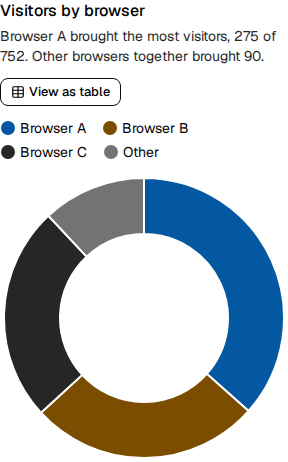 Visitors by browser
Browser A brought the most visitors, 275 of
752. Other browsers together brought 90.
View as table
Browser A Browser B
Browser C Other